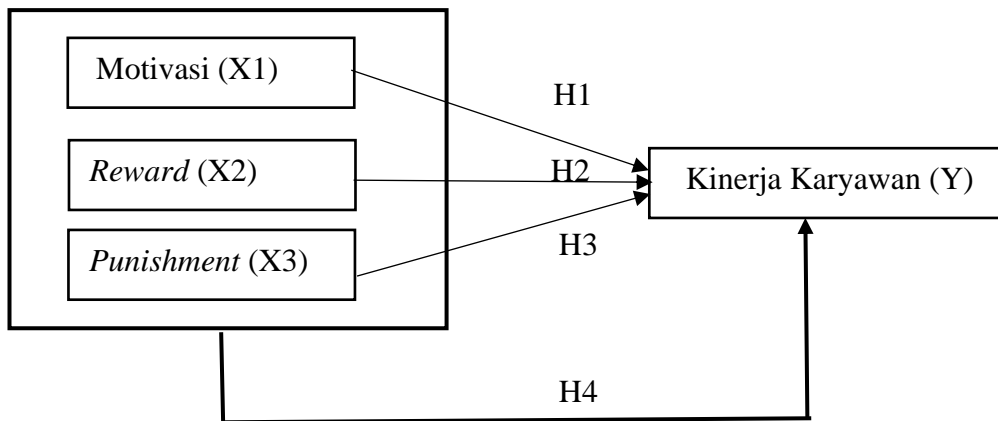 Motivasi (X1)
H1
Reward (X2)
H2
Kinerja Karyawan (Y)
Punishment (X3)
H3
H4